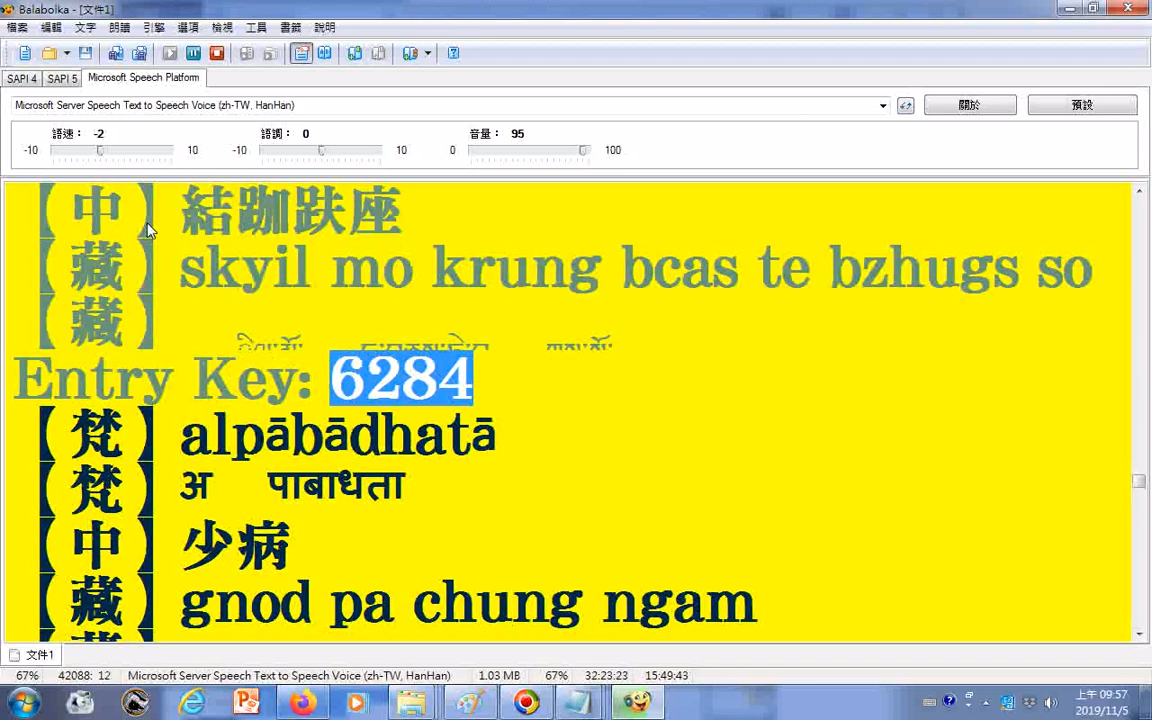 Balabolka - [文件1]
檔案 編輯 文字 朗讀 引擎 選項 檢視 工具 書籤 說明
SAPI 4 SAPI 5 Microsoft Speech Platform
Microsoft Server Speech Text to Speech Voice (zh-TW, HanHan) 關於 預設
語速： -2 語調： 0 音量： 95
-10 10 -10 10 0 100
【 中 】 結跏趺座
【 藏 】 skyil mo krung bcas te bzhugs so
【 藏 】
Entry Key: 6284
【 梵 】 alpābādhatā
【 梵 】 अ पाबाधता
【 中 】 少病
【 藏 】 gnod pa chung ngam
文件1
67% 42088: 12 Microsoft Server Speech Text to Speech Voice (zh-TW, HanHan) 1.03 MB 67% 32:23:23 15:49:43
上午 09:57
2019/11/5